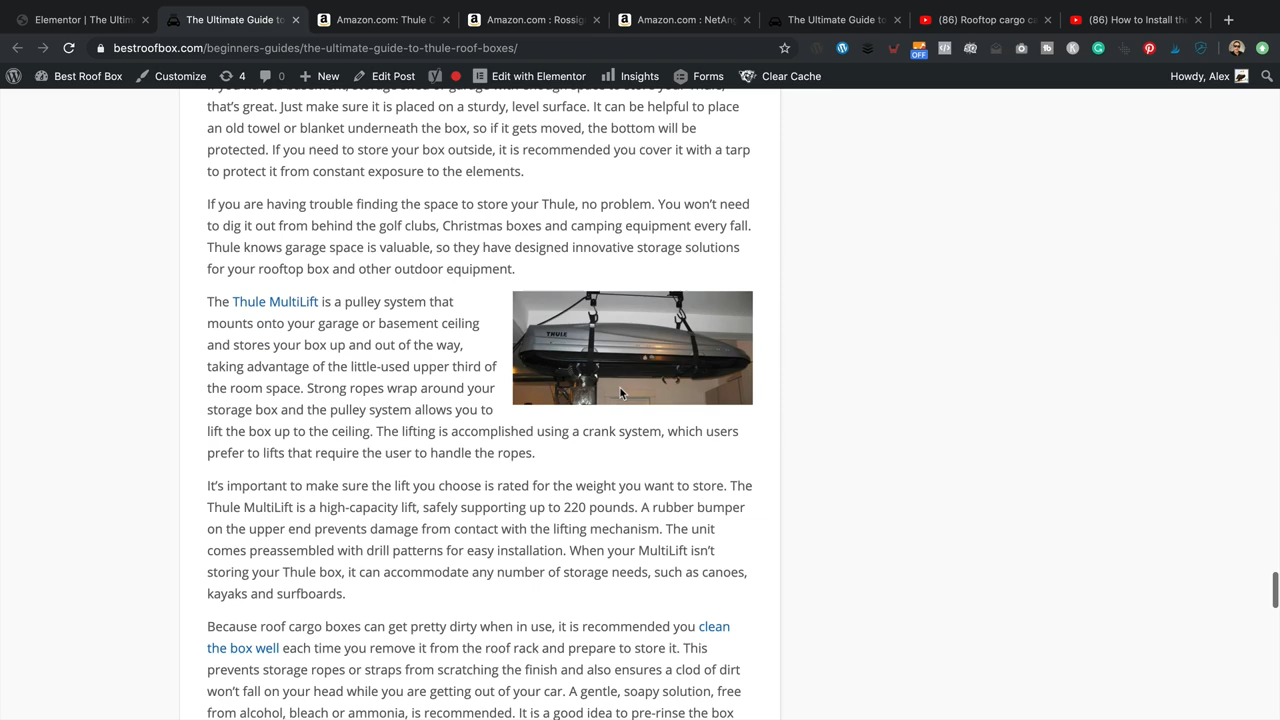 Elementor | The Ultim
The Ultimate Guide to
Amazon.com: Thule G
Amazon.com : Rossig
Amazon.com : NetAn
The Ultimate Guide to
(86) Rooftop cargo ca
(86) How to Install the
bestroofbox.com/beginners-guides/the-ultimate-guide-to-thule-roof-boxes/
OFF
Best Roof Box
Customize
4
0
New
Edit Post
Edit with Elementor
Insights
Forms
Clear Cache
Howdy, Alex
that's great. Just make sure it is placed on a sturdy, level surface. It can be helpful to place
an old towel or blanket underneath the box, so if it gets moved, the bottom will be
protected. If you need to store your box outside, it is recommended you cover it with a tarp
to protect it from constant exposure to the elements.
If you are having trouble finding the space to store your Thule, no problem. You won't need
to dig it out from behind the golf clubs, Christmas boxes and camping equipment every fall.
Thule knows garage space is valuable, so they have designed innovative storage solutions
for your rooftop box and other outdoor equipment.
The Thule MultiLift is a pulley system that
mounts onto your garage or basement ceiling
and stores your box up and out of the way,
taking advantage of the little-used upper third of
the room space. Strong ropes wrap around your
storage box and the pulley system allows you to
lift the box up to the ceiling. The lifting is accomplished using a crank system, which users
prefer to lifts that require the user to handle the ropes.
THULE
It's important to make sure the lift you choose is rated for the weight you want to store. The
Thule MultiLift is a high-capacity lift, safely supporting up to 220 pounds. A rubber bumper
on the upper end prevents damage from contact with the lifting mechanism. The unit
comes preassembled with drill patterns for easy installation. When your MultiLift isn't
storing your Thule box, it can accommodate any number of storage needs, such as canoes,
kayaks and surfboards.
Because roof cargo boxes can get pretty dirty when in use, it is recommended you clean
the box well each time you remove it from the roof rack and prepare to store it. This
prevents storage ropes or straps from scratching the finish and also ensures a clod of dirt
won't fall on your head while you are getting out of your car. A gentle, soapy solution, free
from alcohol, bleach or ammonia, is recommended. It is a good idea to pre-rinse the box